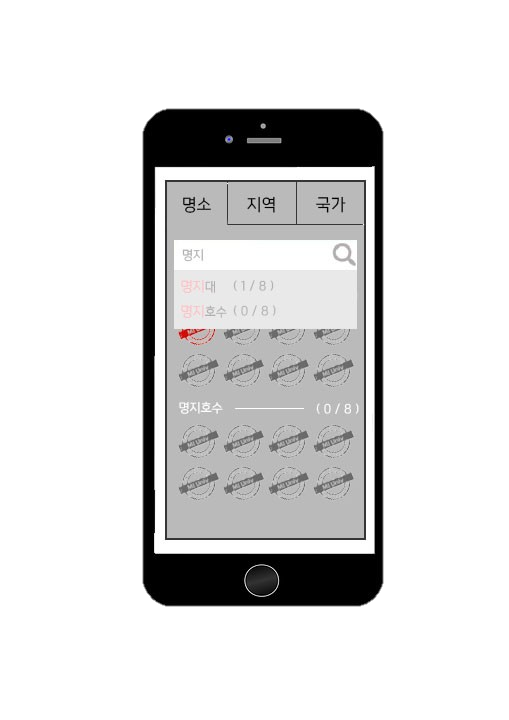 명소 지역 국가
명지
명지대 (1/8)
명지호수 (0/8)
명지호수 (0/8)